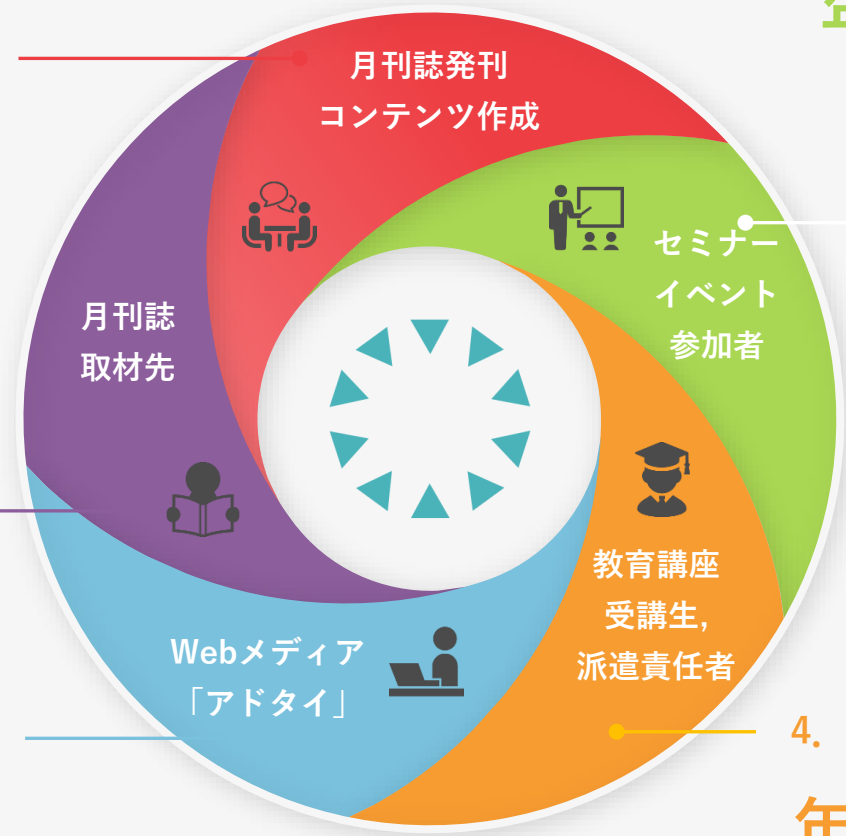 月刊誌発刊
コンテンツ作成
セミナー
イベント
参加者
月刊誌
取材先
教育講座
受講生,
派遣責任者
Webメディア
「アドタイ」
4.
年